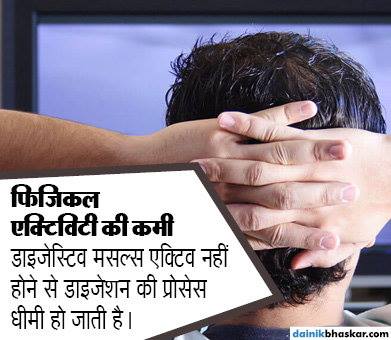 फिजिकल
एक्टिविटी की कमी
डाइजेस्टिव मसल्स एक्टिव नहीं
होने से डाइजेशन की प्रोसेस
धीमी हो जाती है।
dainikbhaskar.com